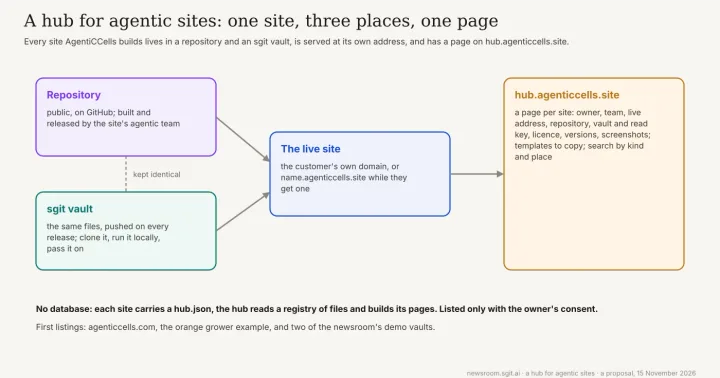 A hub for agentic sites: one site, three places, one page
Every site AgentiCCells builds lives in a repository and an sgit vault, is served at its own address, and has a page on hub.agenticcells.site.
Repository
public, on GitHub; built and
released by the site's agentic team
kept identical
sgit vault
the same files, pushed on every
release; clone it, run it locally,
pass it on
The live site
the customer's own domain, or
name.agenticcells.site while they
get one
hub.agenticcells.site
a page per site: owner, team, live
address, repository, vault and read
key, licence, versions, screenshots;
templates to copy; search by kind
and place
No database: each site carries a hub.json, the hub reads a registry of files and builds its pages. Listed only with the owner's consent.
First listings: agenticcells.com, the orange grower example, and two of the newsroom's demo vaults.
newsroom.sgit.ai · a hub for agentic sites · a proposal, 15 November 2026